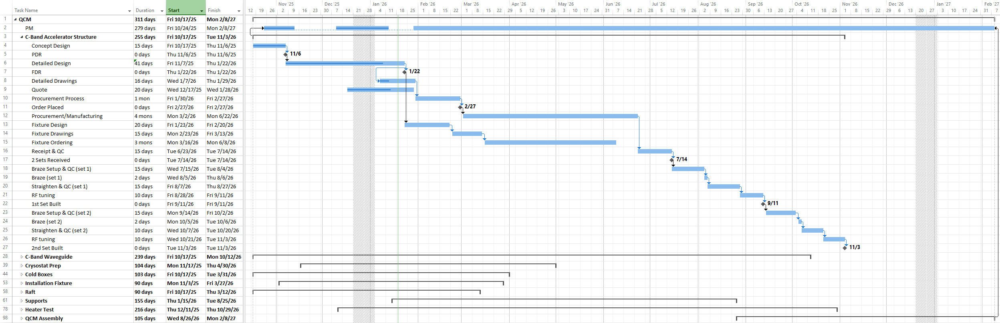 Nov '25 Dec '25 Jan '26 Feb '26 Mar '26 Apr '26 May '26 Jun '26 Jul '26 Aug '26 Sep '26 Oct '26 Nov '26 Dec '26 Jan '27 Feb '27
Task Name Duration Start Finish 12 19 26 2 9 16 23 30 7 14 21 28 4 11 18 25 1 8 15 22 1 8 15 22 29 5 12 19 26 3 10 17 24 31 7 14 21 28 5 12 19 26 2 9 16 23 30 6 13 20 27 4 11 18 25 1 8 15 22 29 6 13 20 27 3 10 17 24 31 7
1 QCM 311 days Fri 10/17/25 Mon 2/8/27
2 PM 279 days Fri 10/24/25 Mon 2/8/27
3 C-Band Accelerator Structure 255 days Fri 10/17/25 Tue 11/3/26
4 Concept Design 15 days Fri 10/17/25 Thu 11/6/25
5 PDR 0 days Thu 11/6/25 Thu 11/6/25 11/6
6 Detailed Design 41 days Fri 11/7/25 Thu 1/22/26
7 FDR 0 days Thu 1/22/26 Thu 1/22/26 1/22
8 Detailed Drawings 16 days Wed 1/7/26 Thu 1/29/26
9 Quote 20 days Wed 12/17/25 Wed 1/28/26
10 Procurement Process 1 mon Fri 1/30/26 Fri 2/27/26
11 Order Placed 0 days Fri 2/27/26 Fri 2/27/26 2/27
12 Procurement/Manufacturing 4 mons Mon 3/2/26 Mon 6/22/26
13 Fixture Design 20 days Fri 1/23/26 Fri 2/20/26
14 Fixture Drawings 15 days Mon 2/23/26 Fri 3/13/26
15 Fixture Ordering 3 mons Mon 3/16/26 Mon 6/8/26
16 Receipt & QC 15 days Tue 6/23/26 Tue 7/14/26
17 2 Sets Received 0 days Tue 7/14/26 Tue 7/14/26 7/14
18 Braze Setup & QC (set 1) 15 days Wed 7/15/26 Tue 8/4/26
19 Braze (set 1) 2 days Wed 8/5/26 Thu 8/6/26
20 Straighten & QC (set 1) 15 days Fri 8/7/26 Thu 8/27/26
21 RF tuning 10 days Fri 8/28/26 Fri 9/11/26
22 1st Set Built 0 days Fri 9/11/26 Fri 9/11/26 9/11
23 Braze Setup & QC (set 2) 15 days Mon 9/14/26 Fri 10/2/26
24 Braze (set 2) 2 days Mon 10/5/26 Tue 10/6/26
25 Straighten & QC (set 2) 10 days Wed 10/7/26 Tue 10/20/26
26 RF tuning 10 days Wed 10/21/26 Tue 11/3/26
27 2nd Set Built 0 days Tue 11/3/26 Tue 11/3/26 11/3
28 C-Band Waveguide 239 days Fri 10/17/25 Mon 10/12/26
39 Crysostat Prep 104 days Mon 11/17/25 Thu 4/30/26
44 Cold Boxes 103 days Fri 10/17/25 Tue 3/31/26
53 Installation Fixture 90 days Mon 11/3/25 Fri 3/27/26
58 Raft 90 days Fri 10/17/25 Thu 3/12/26
61 Supports 155 days Thu 1/15/26 Tue 8/25/26
78 Heater Test 216 days Thu 12/11/25 Thu 10/29/26
98 QCM Assembly 105 days Wed 8/26/26 Mon 2/8/27